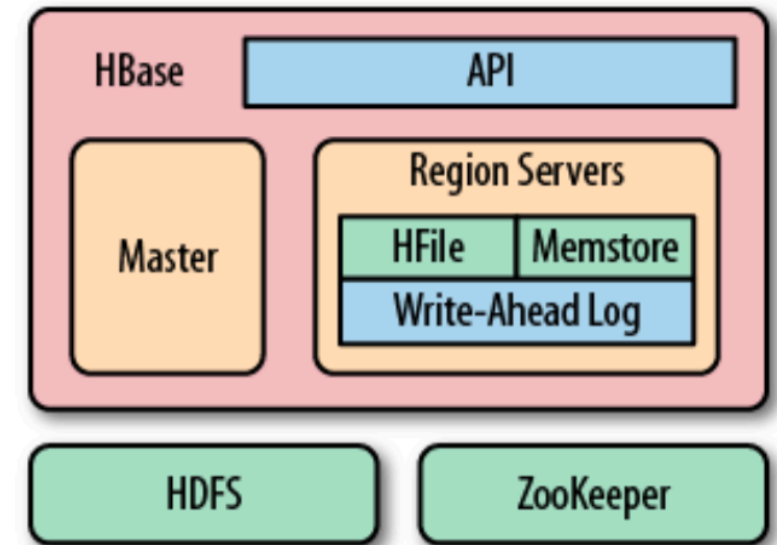 HBase API
Region Servers
Master
HFile Memstore
Write-Ahead Log
HDFS ZooKeeper